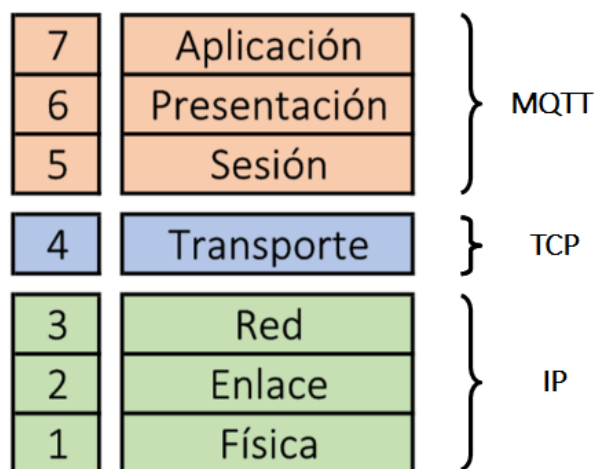 7 Aplicación
6 Presentación
MQTT
5 Sesión
4 Transporte TCP
3 Red
2 Enlace IP
1 Física